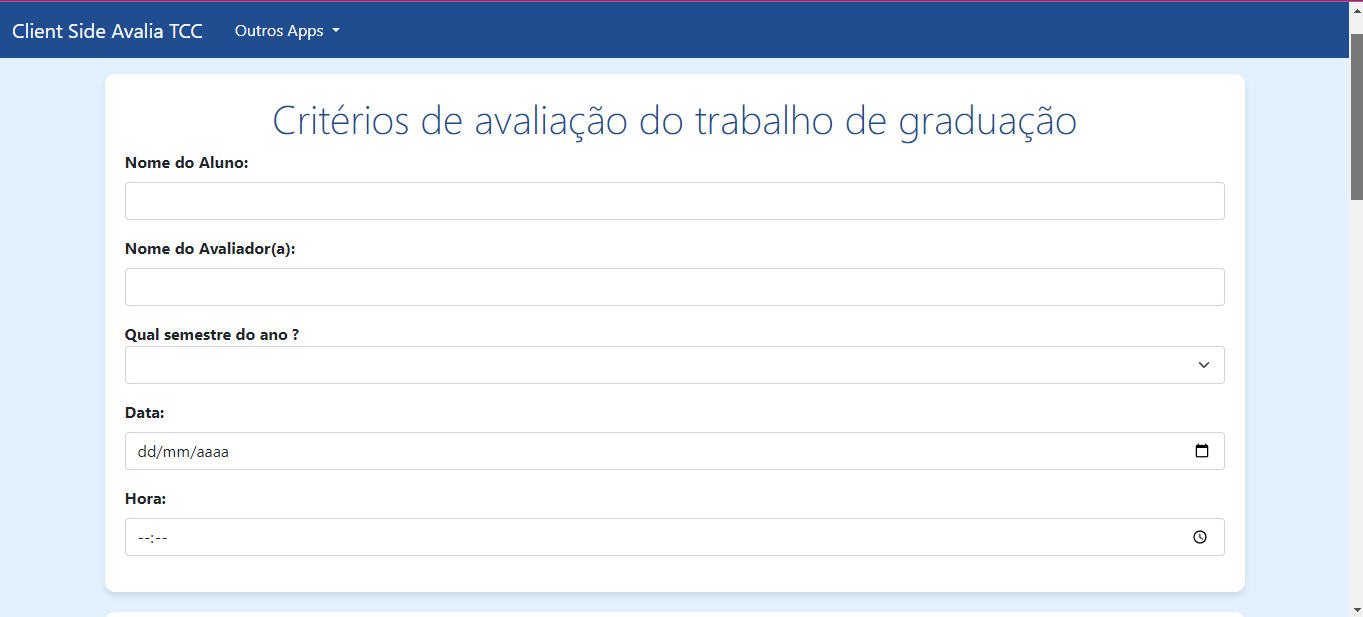 Client Side Avalia TCC Outros Apps
Critérios de avaliação do trabalho de graduação
Nome do Aluno:
Nome do Avaliador(a):
Qual semestre do ano ?
Data:
dd/mm/aaaa
Hora:
--:--